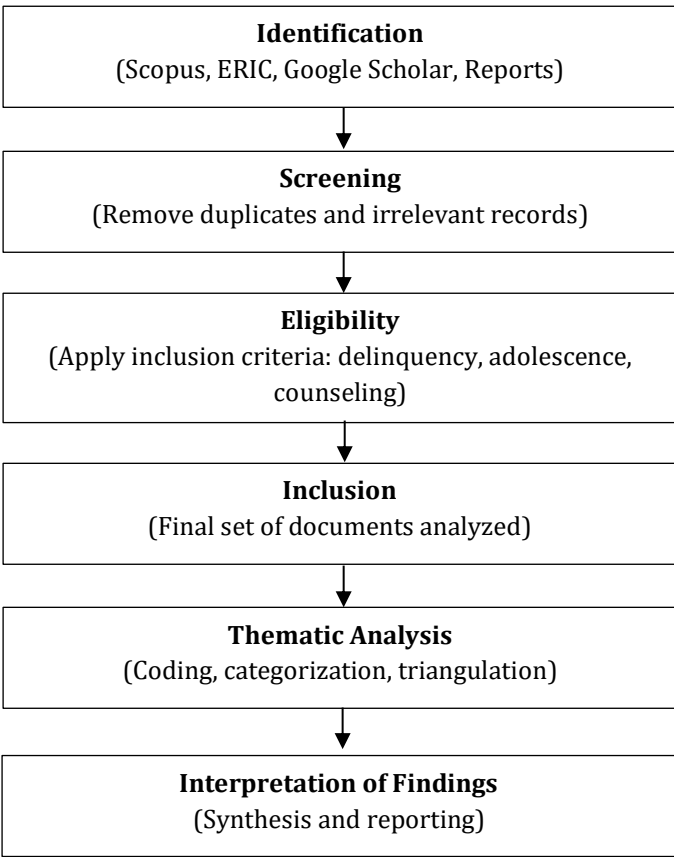 Identification
(Scopus, ERIC, Google Scholar, Reports)
Screening
(Remove duplicates and irrelevant records)
Eligibility
(Apply inclusion criteria: delinquency, adolescence,
counseling)
Inclusion
(Final set of documents analyzed)
Thematic Analysis
(Coding, categorization, triangulation)
Interpretation of Findings
(Synthesis and reporting)